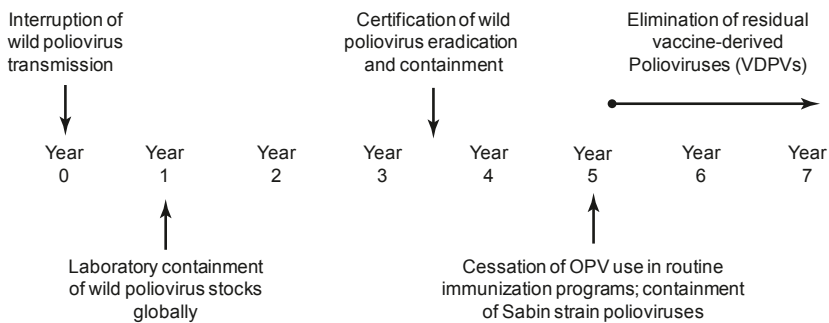 Interruption of
wild poliovirus
transmission
Certification of wild
poliovirus eradication
and containment
Elimination of residual
vaccine-derived
Polioviruses (VDPVs)
Year Year Year Year Year Year Year Year
0 1 2 3 4 5 6 7
Laboratory containment
of wild poliovirus stocks
globally
Cessation of OPV use in routine
immunization programs; containment
of Sabin strain polioviruses